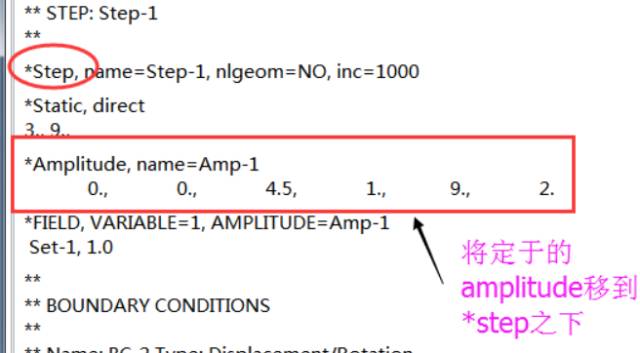 ** STEP: Step-1
**
*Step, name=Step-1, nlgeom=NO, inc=1000
*Static, direct
3., 9.,
*Amplitude, name=Amp-1
0., 0., 4.5, 1., 9., 2.
*FIELD, VARIABLE=1, AMPLITUDE=Amp-1
Set-1, 1.0
**
** BOUNDARY CONDITIONS
**
** Name: BC-2 Type: Displacement/Rotation
将定于的
amplitude移到
*step之下